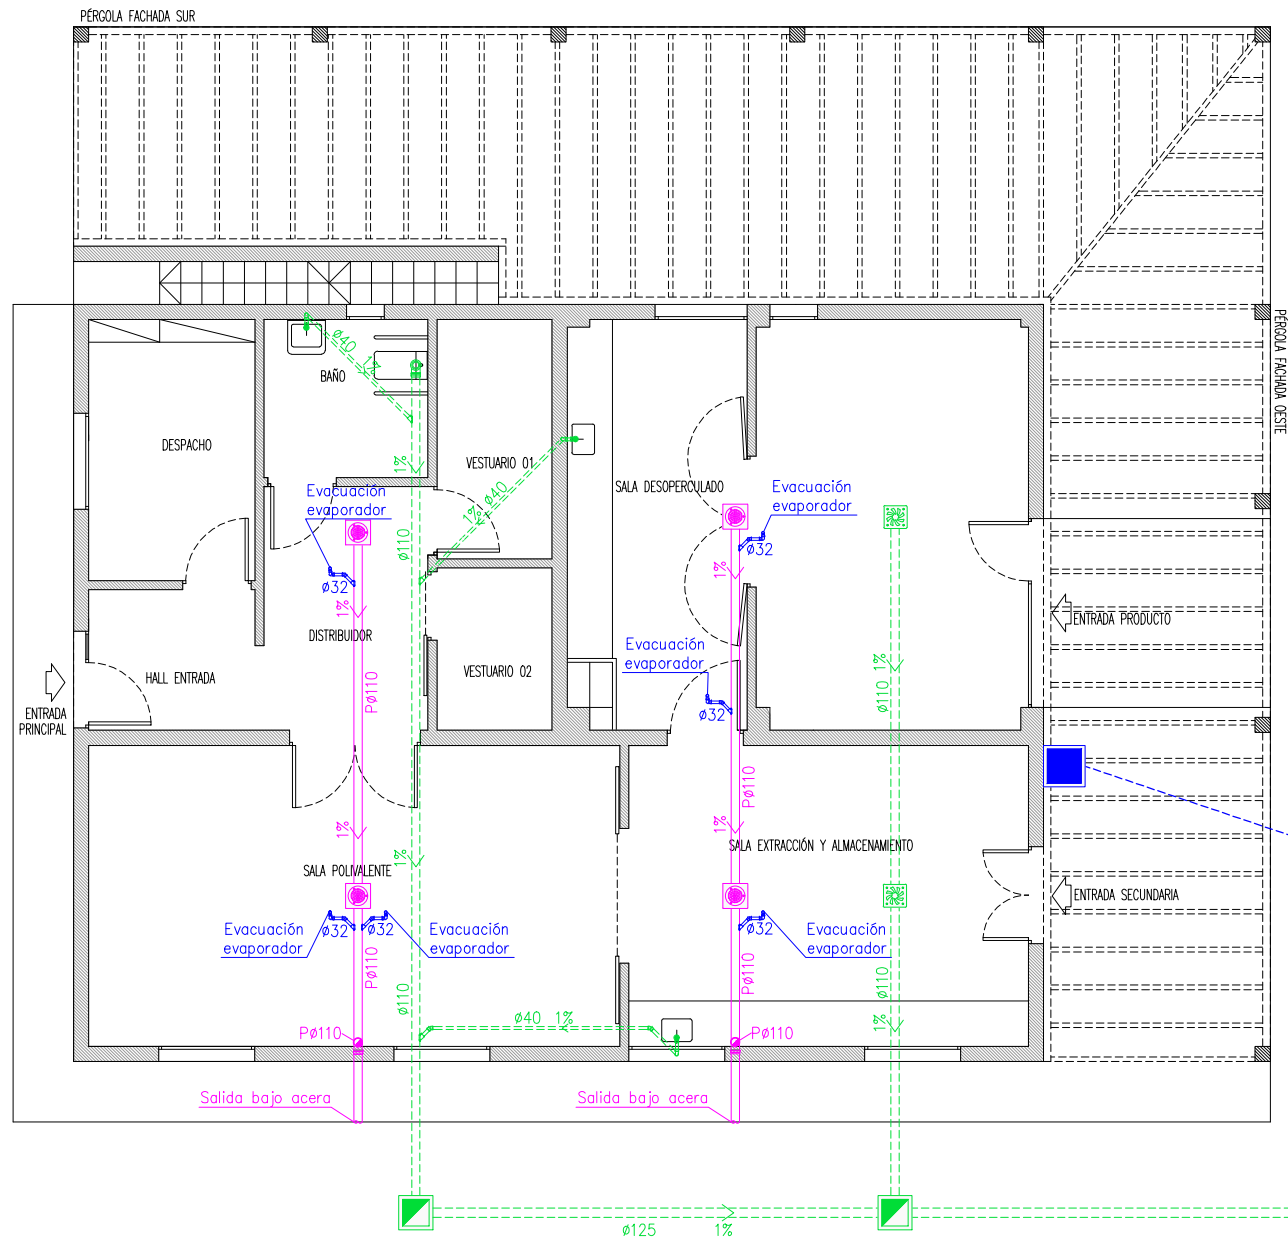 PÉRGOLA FACHADA SUR
PÉRGOLA FACHADA OESTE
ø40 1%
BAÑO
DESPACHO
1%
VESTUARIO 01
1% ø40
SALA DESOPERCULADO
Evacuación
evaporador
Evacuación
evaporador
ø110
ø32
ø32
1%
1%
DISTRIBUIDOR
ENTRADA PRODUCTO
Evacuación
evaporador
HALL ENTRADA
VESTUARIO 02
1%
Pø110
ø110
ø32
ENTRADA
PRINCIPAL
Pø110
1%
1%
1%
SALA POLIVALENTE
SALA EXTRACCIÓN Y ALMACENAMIENTO
ENTRADA SECUNDARIA
Evacuación
evaporador
ø32
ø32
Evacuación
evaporador
ø32
Evacuación
evaporador
Pø110
ø110
Pø110
ø110
ø40 1%
1%
Pø110
Pø110
Salida bajo acera
Salida bajo acera
ø125 1%